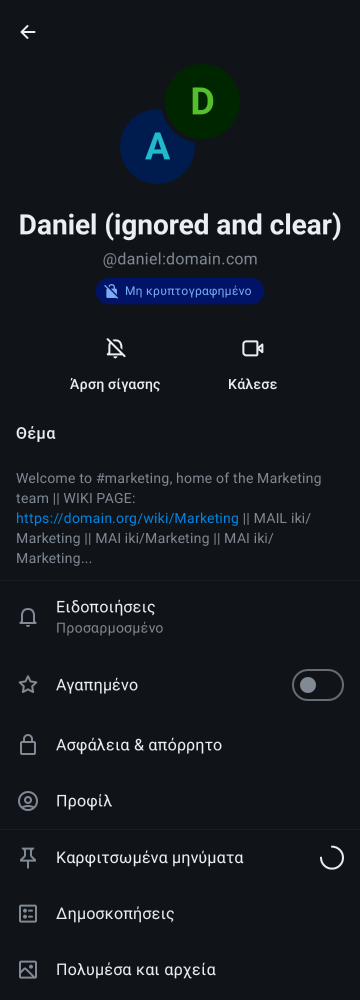 D
A
Daniel (ignored and clear)
@daniel:domain.com
Μη κρυπτογραφημένο
Άρση σίγασης
Κάλεσε
Θέμα
Welcome to #marketing, home of the Marketing
team || WIKI PAGE:
https://domain.org/wiki/Marketing || MAIL iki/
Marketing || MAI iki/Marketing || MAI iki/
Marketing...
Ειδοποιήσεις
Προσαρμοσμένο
Αγαπημένο
Ασφάλεια & απόρρητο
Προφίλ
Καρφιτσωμένα μηνύματα
Δημοσκοπήσεις
Πολυμέσα και αρχεία